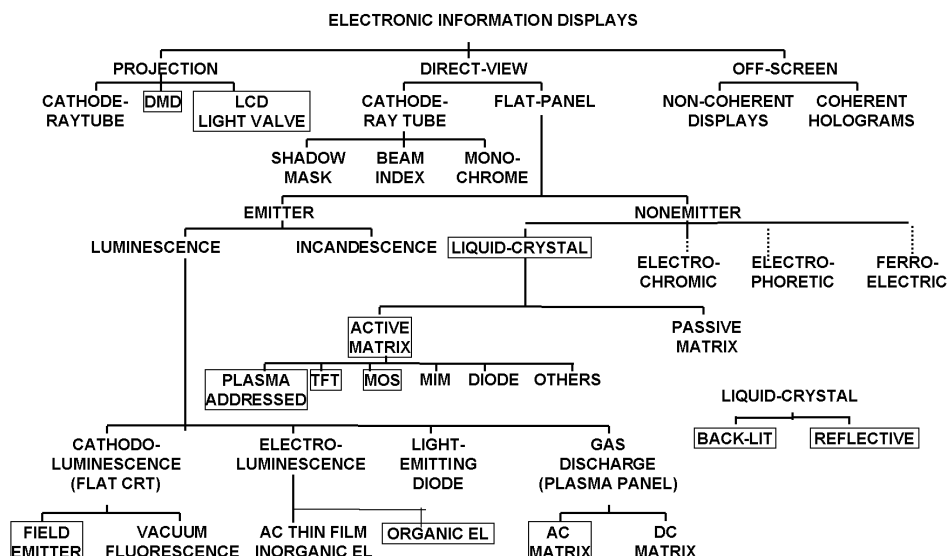 ELECTRONIC INFORMATION DISPLAYS
PROJECTION
DIRECT-VIEW
OFF-SCREEN
CATHODE-
RAYTUBE
DMD
LCD
LIGHT VALVE
CATHODE-
RAY TUBE
FLAT-PANEL
NON-COHERENT
DISPLAYS
COHERENT
HOLOGRAMS
SHADOW
MASK
BEAM
INDEX
MONO-
CHROME
EMITTER
NONEMITTER
LUMINESCENCE
INCANDESCENCE
LIQUID-CRYSTAL
ELECTRO-
CHROMIC
ELECTRO-
PHORETIC
FERRO-
ELECTRIC
ACTIVE
MATRIX
PASSIVE
MATRIX
PLASMA
ADDRESSED
TFT
MOS
MIM
DIODE
OTHERS
LIQUID-CRYSTAL
BACK-LIT
REFLECTIVE
CATHODO-
LUMINESCENCE
(FLAT CRT)
ELECTRO-
LUMINESCENCE
LIGHT-
EMITTING
DIODE
GAS
DISCHARGE
(PLASMA PANEL)
FIELD
EMITTER
VACUUM
FLUORESCENCE
AC THIN FILM
INORGANIC EL
ORGANIC EL
AC
MATRIX
DC
MATRIX